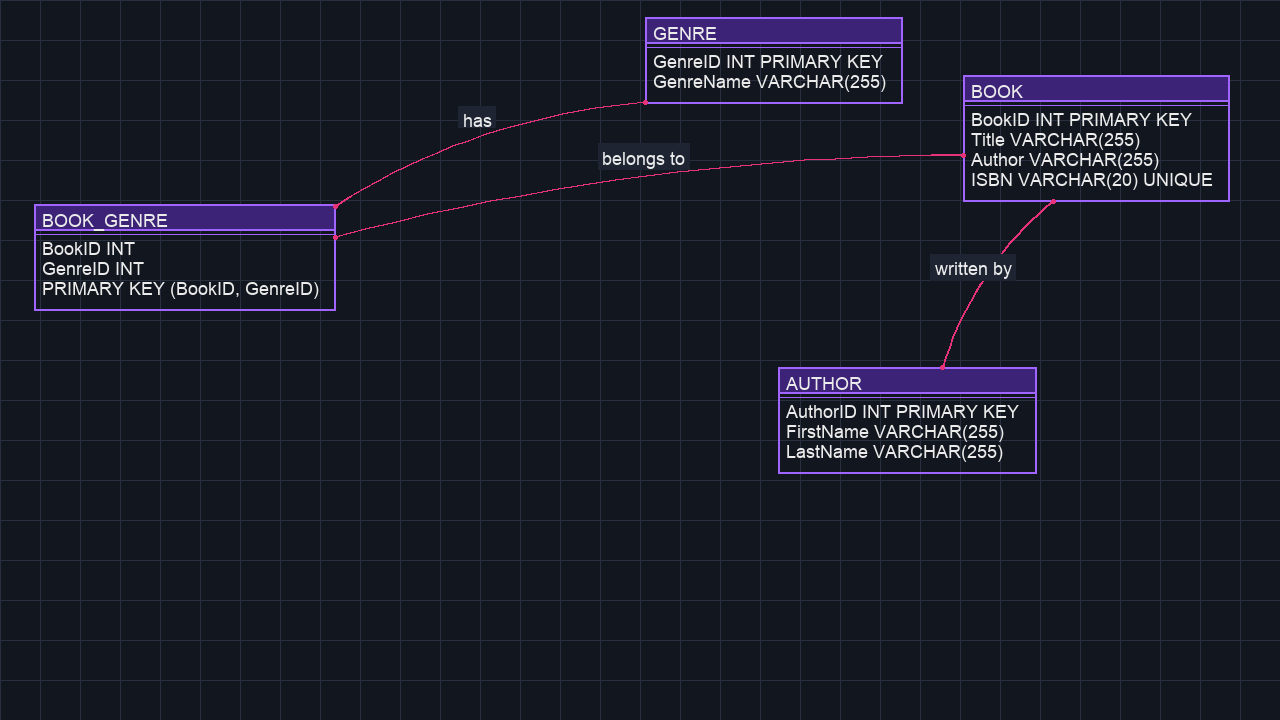 GENRE
GenreID INT PRIMARY KEY
GenreName VARCHAR(255)
BOOK
BookID INT PRIMARY KEY
Title VARCHAR(255)
Author VARCHAR(255)
ISBN VARCHAR(20) UNIQUE
has
belongs to
BOOK_GENRE
BookID INT
GenreID INT
PRIMARY KEY (BookID, GenreID)
written by
AUTHOR
AuthorID INT PRIMARY KEY
FirstName VARCHAR(255)
LastName VARCHAR(255)